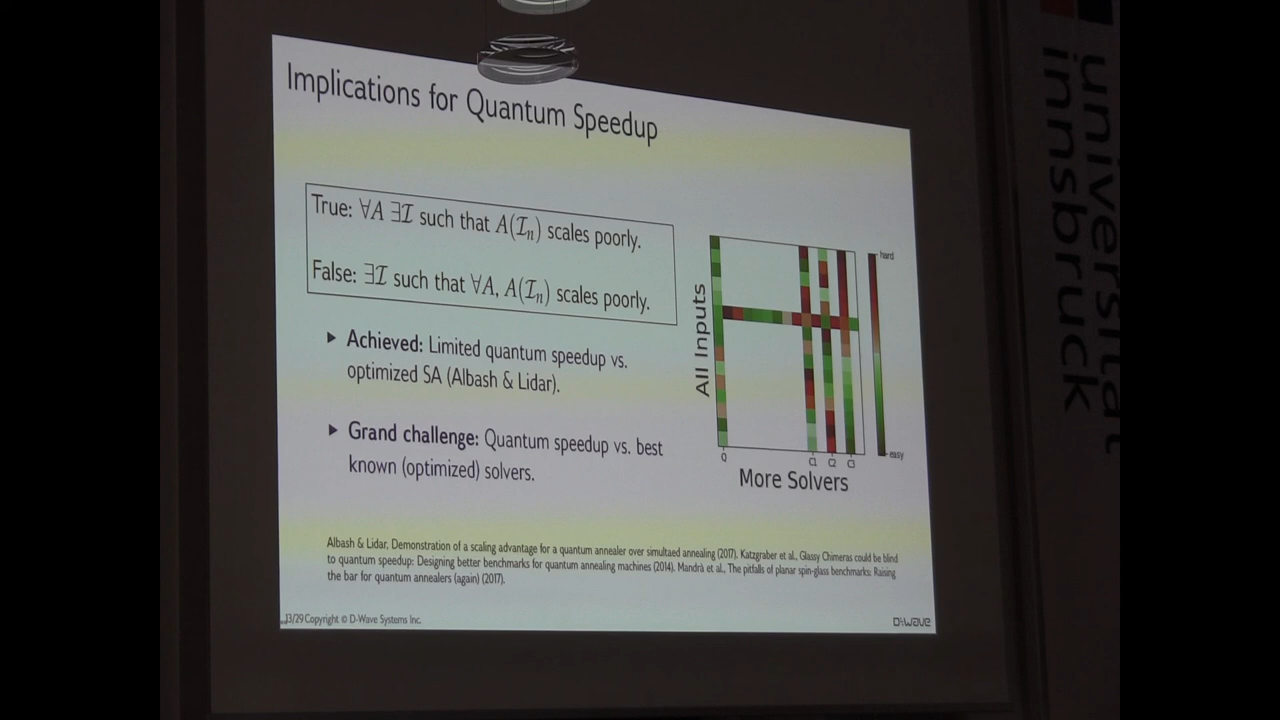 Implications for Quantum Speedup
True: ∀A ∃ℐ such that A(ℐₙ) scales poorly.
False: ∃ℐ such that ∀A, A(ℐₙ) scales poorly.
▶ Achieved: Limited quantum speedup vs.
optimized SA (Albash & Lidar).
▶ Grand challenge: Quantum speedup vs. best
known (optimized) solvers.
All Inputs
hard
easy
Q
C1
C2
C3
More Solvers
Albash & Lidar, Demonstration of a scaling advantage for a quantum annealer over simultaed annealing (2017). Katzgraber et al., Glassy Chimeras could be blind
to quantum speedup: Designing better benchmarks for quantum annealing machines (2014). Mandrà et al., The pitfalls of planar spin-glass benchmarks: Raising
the bar for quantum annealers (again) (2017).
13/29 Copyright © D-Wave Systems Inc.
D:wave
universität
innsbruck